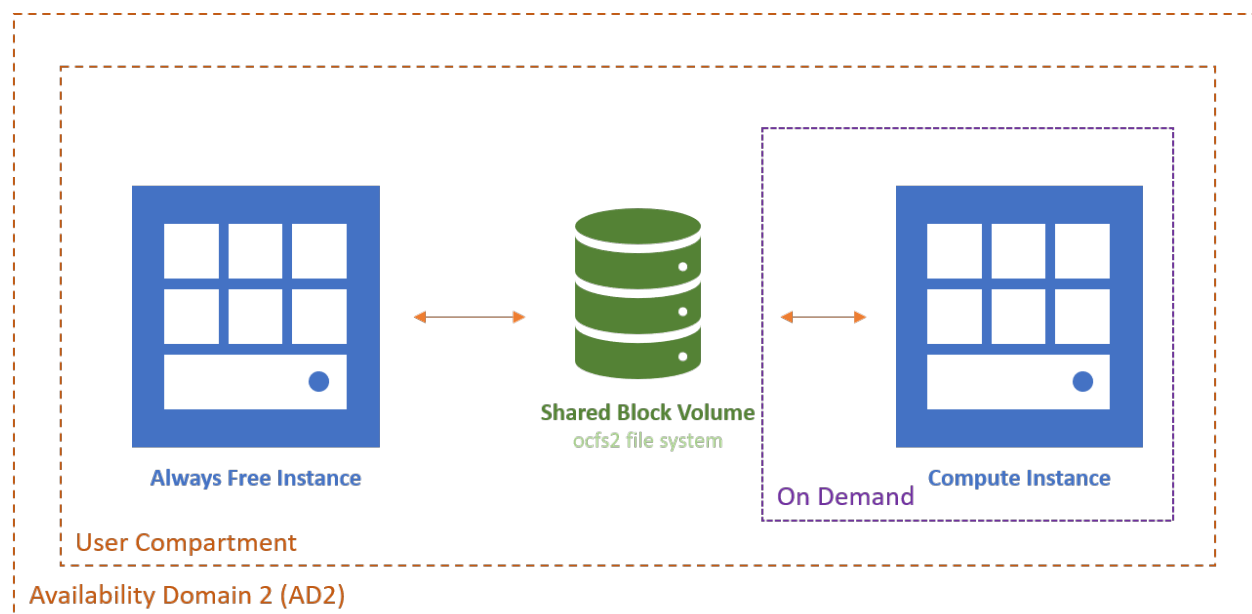 Shared Block Volume
ocfs2 file system
Always Free Instance
Compute Instance
On Demand
User Compartment
Availability Domain 2 (AD2)